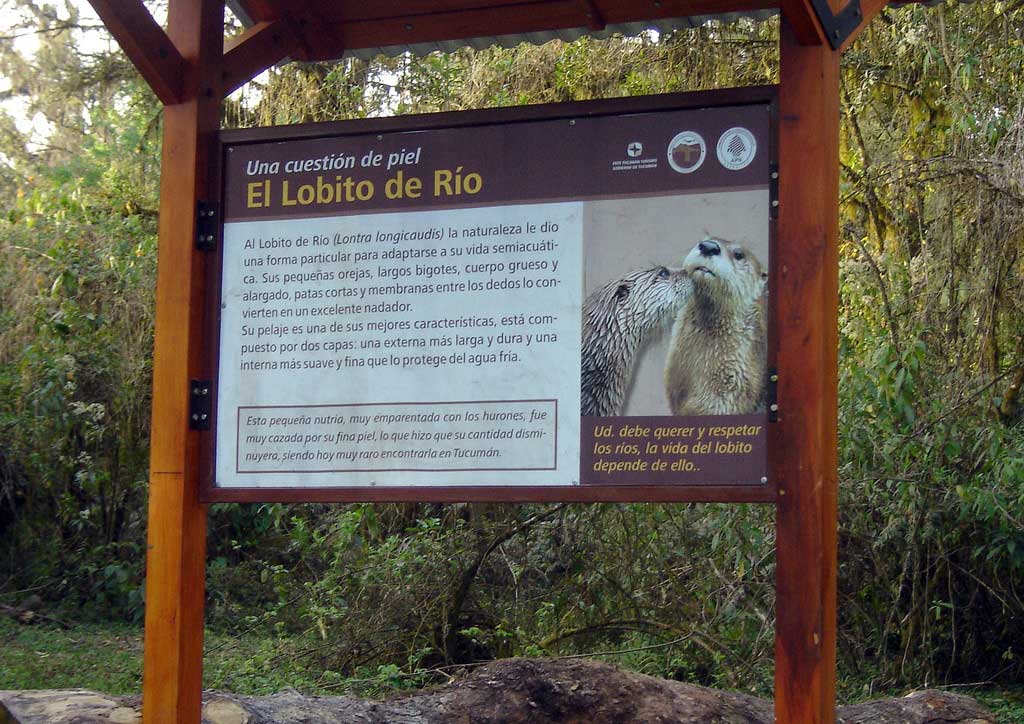 Una cuestión de piel
El Lobito de Río
Al Lobito de Río (Lontra longicaudis) la naturaleza le dio
una forma particular para adaptarse a su vida semiacuáti-
ca. Sus pequeñas orejas, largos bigotes, cuerpo grueso y
alargado, patas cortas y membranas entre los dedos lo con-
vierten en un excelente nadador.
Su pelaje es una de sus mejores características, está com-
puesto por dos capas: una externa más larga y dura y una
interna más suave y fina que lo protege del agua fría.
Esta pequeña nutria, muy emparentada con los hurones, fue
muy cazada por su fina piel, lo que hizo que su cantidad dismi-
nuyera, siendo hoy muy raro encontrarla en Tucumán.
Ud. debe querer y respetar
los ríos, la vida del lobito
depende de ello..